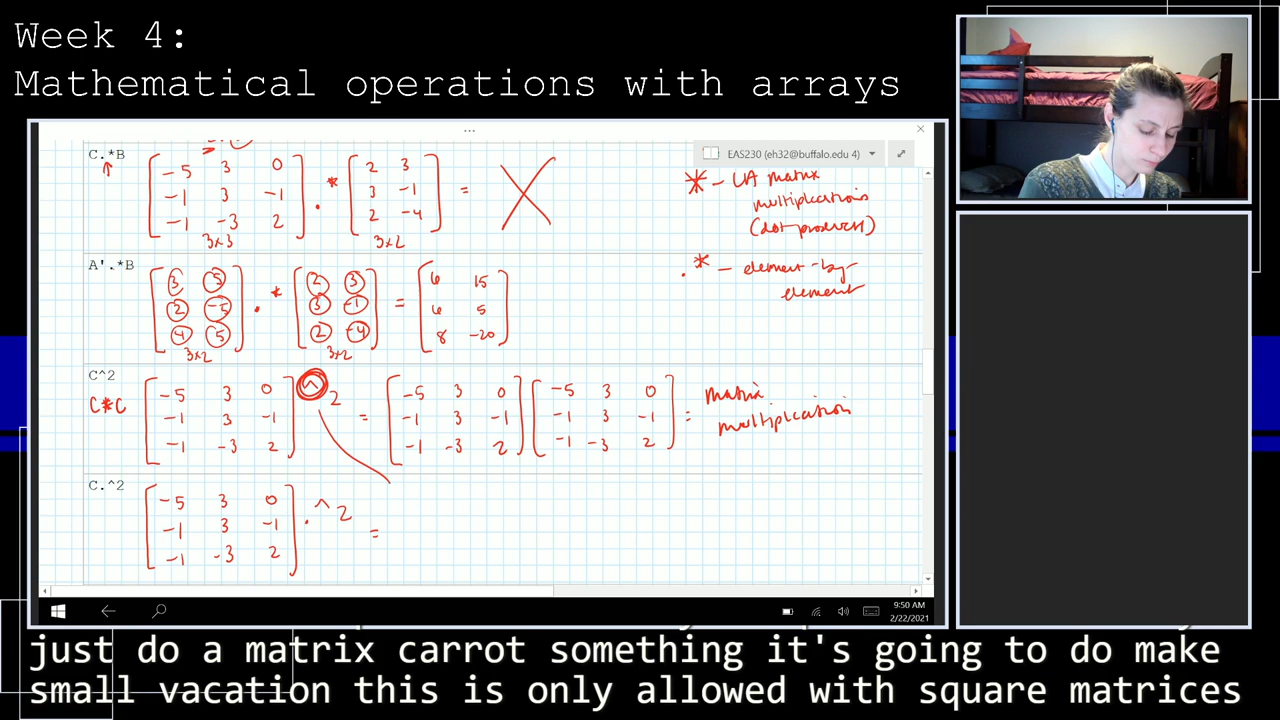 Week 4:
Mathematical operations with arrays
EAS230 (eh32@buffalo.edu 4)
C.*B
-5 3 0
-1 3 -1
-1 -3 2
3x3
. *
2 3
3 -1
2 -4
3x2
=
* - LA matrix
multiplications
(dot product)
.* - element-by-
element
A'.*B
3 5
2 -5
4 5
3x2
. *
2 3
3 -1
2 -4
3x2
=
6 15
6 5
8 -20
C^2
C*C
-5 3 0
-1 3 -1
-1 -3 2
^ 2
=
-5 3 0
-1 3 -1
-1 -3 2
-5 3 0
-1 3 -1
-1 -3 2
= matrix
multiplication
C.^2
-5 3 0
-1 3 -1
-1 -3 2
.^ 2
=
9:50 AM
2/22/2021
just do a matrix carrot something it's going to do make
small vacation this is only allowed with square matrices